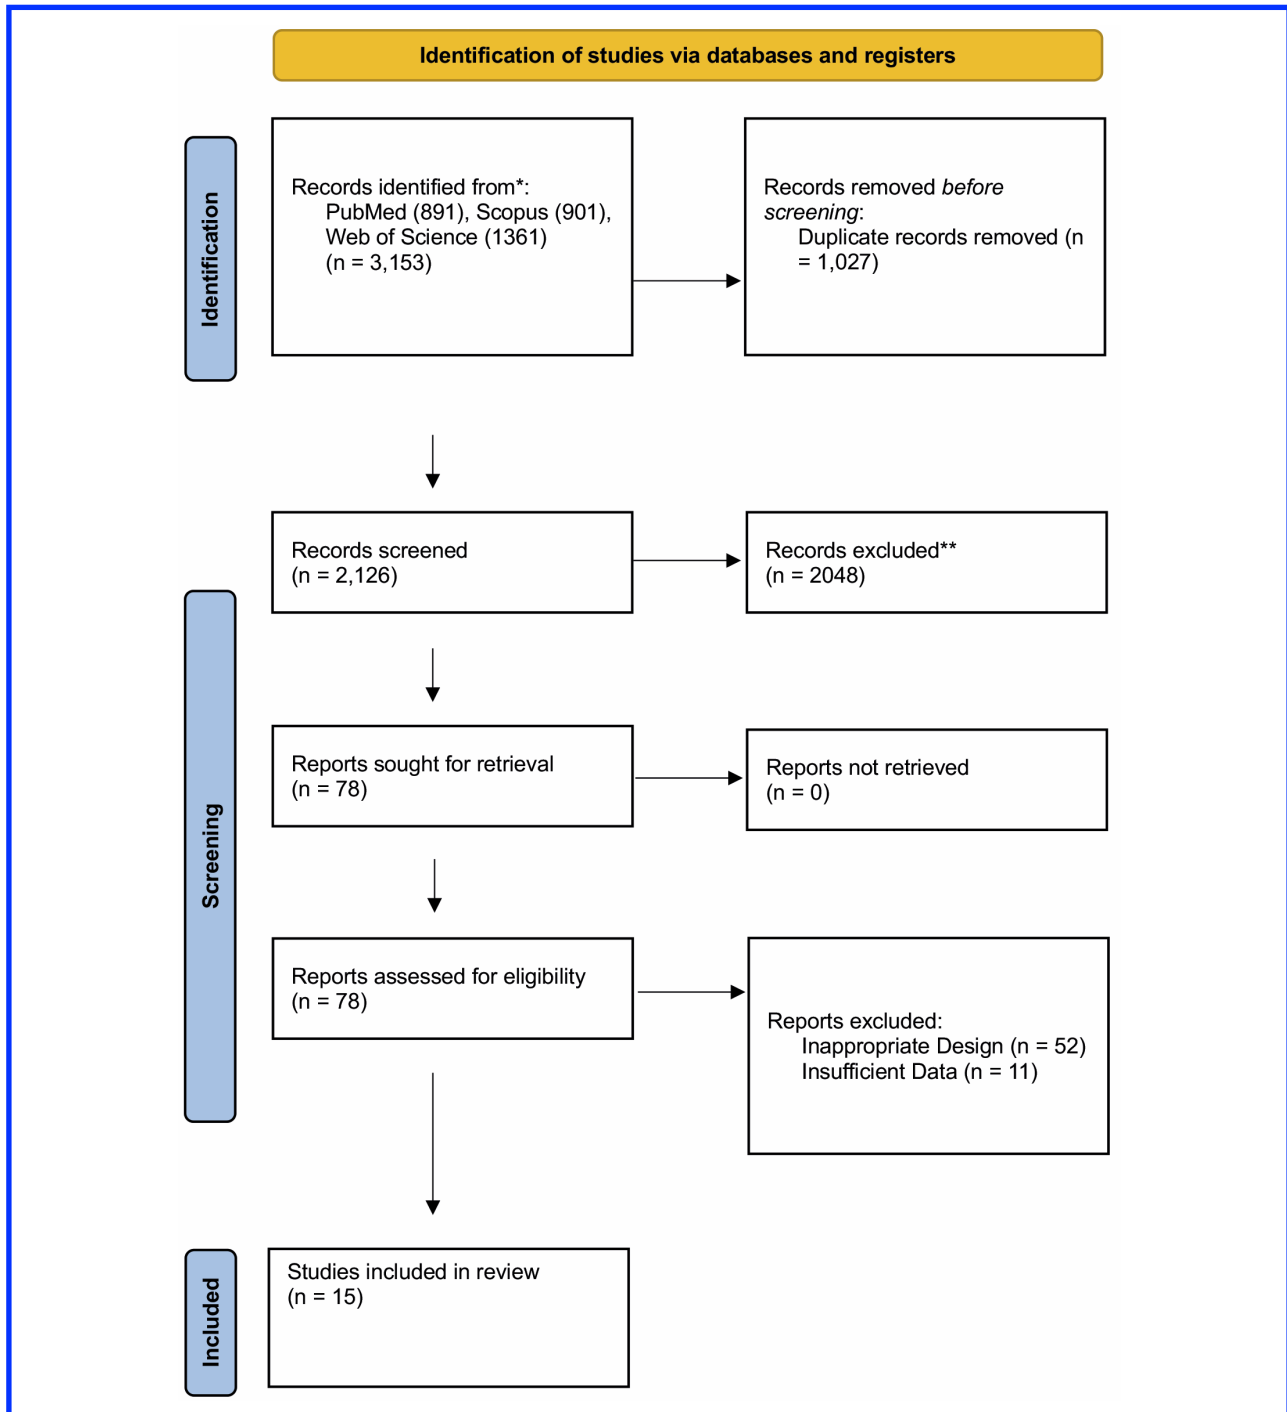 Identification of studies via databases and registers
Identification
Records identified from*:
PubMed (891), Scopus (901),
Web of Science (1361)
(n = 3,153)
Records removed before
screening:
Duplicate records removed (n
= 1,027)
Screening
Records screened
(n = 2,126)
Records excluded**
(n = 2048)
Reports sought for retrieval
(n = 78)
Reports not retrieved
(n = 0)
Reports assessed for eligibility
(n = 78)
Reports excluded:
Inappropriate Design (n = 52)
Insufficient Data (n = 11)
Included
Studies included in review
(n = 15)